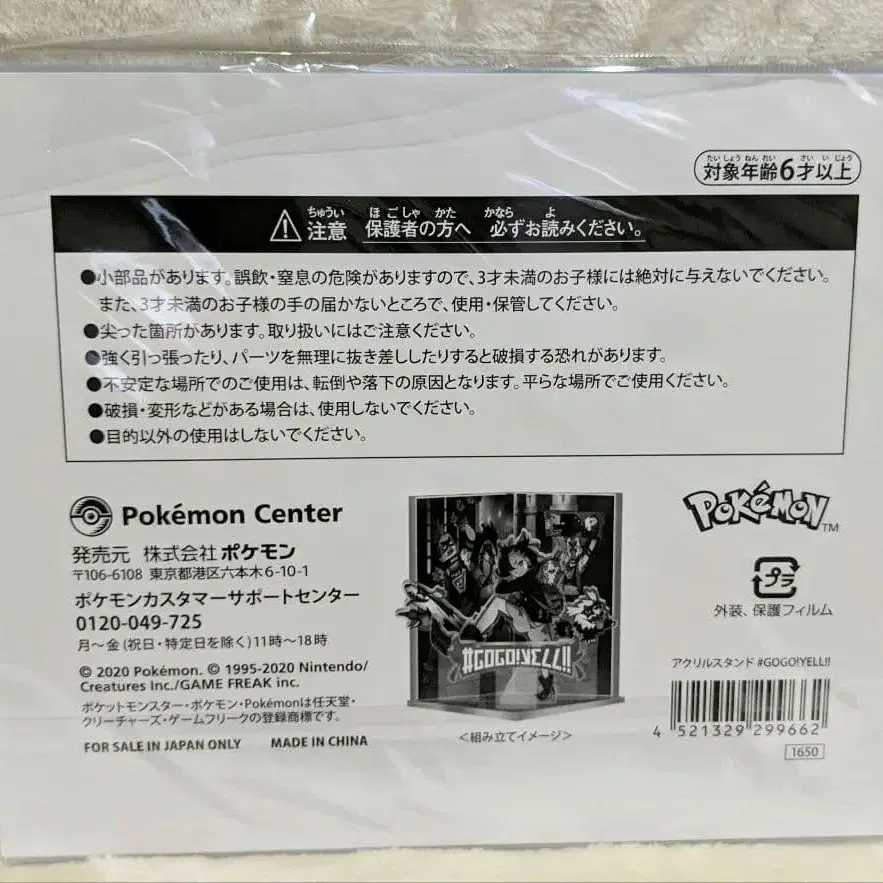 たいしょうねんれい さい い じょう
対象年齢6才以上
ちゅうい ほごしゃ かた かなら よ
注意 保護者の方へ 必ずお読みください。
●小部品があります。誤飲・窒息の危険がありますので、3才未満のお子様には絶対に与えないでください。
また、3才未満のお子様の手の届かないところで、使用・保管してください。
●尖った箇所があります。取り扱いにはご注意ください。
●強く引っ張ったり、パーツを無理に抜き差ししたりすると破損する恐れがあります。
●不安定な場所でのご使用は、転倒や落下の原因となります。平らな場所でご使用ください。
●破損・変形などがある場合は、使用しないでください。
●目的以外の使用はしないでください。
Pokémon Center
発売元 株式会社ポケモン
〒106-6108 東京都港区六本木6-10-1
ポケモンカスタマーサポートセンター
0120-049-725
月～金(祝日・特定日を除く)11時～18時
© 2020 Pokémon. © 1995-2020 Nintendo/
Creatures Inc./GAME FREAK inc.
ポケットモンスター・ポケモン・Pokémonは任天堂・
クリーチャーズ・ゲームフリークの登録商標です。
FOR SALE IN JAPAN ONLY MADE IN CHINA
#GOGO!YELL!!
<組み立てイメージ>
POKéMON TM
プラ
外装、保護フィルム
アクリルスタンド #GOGO!YELL!!
4 521329 299662
1650